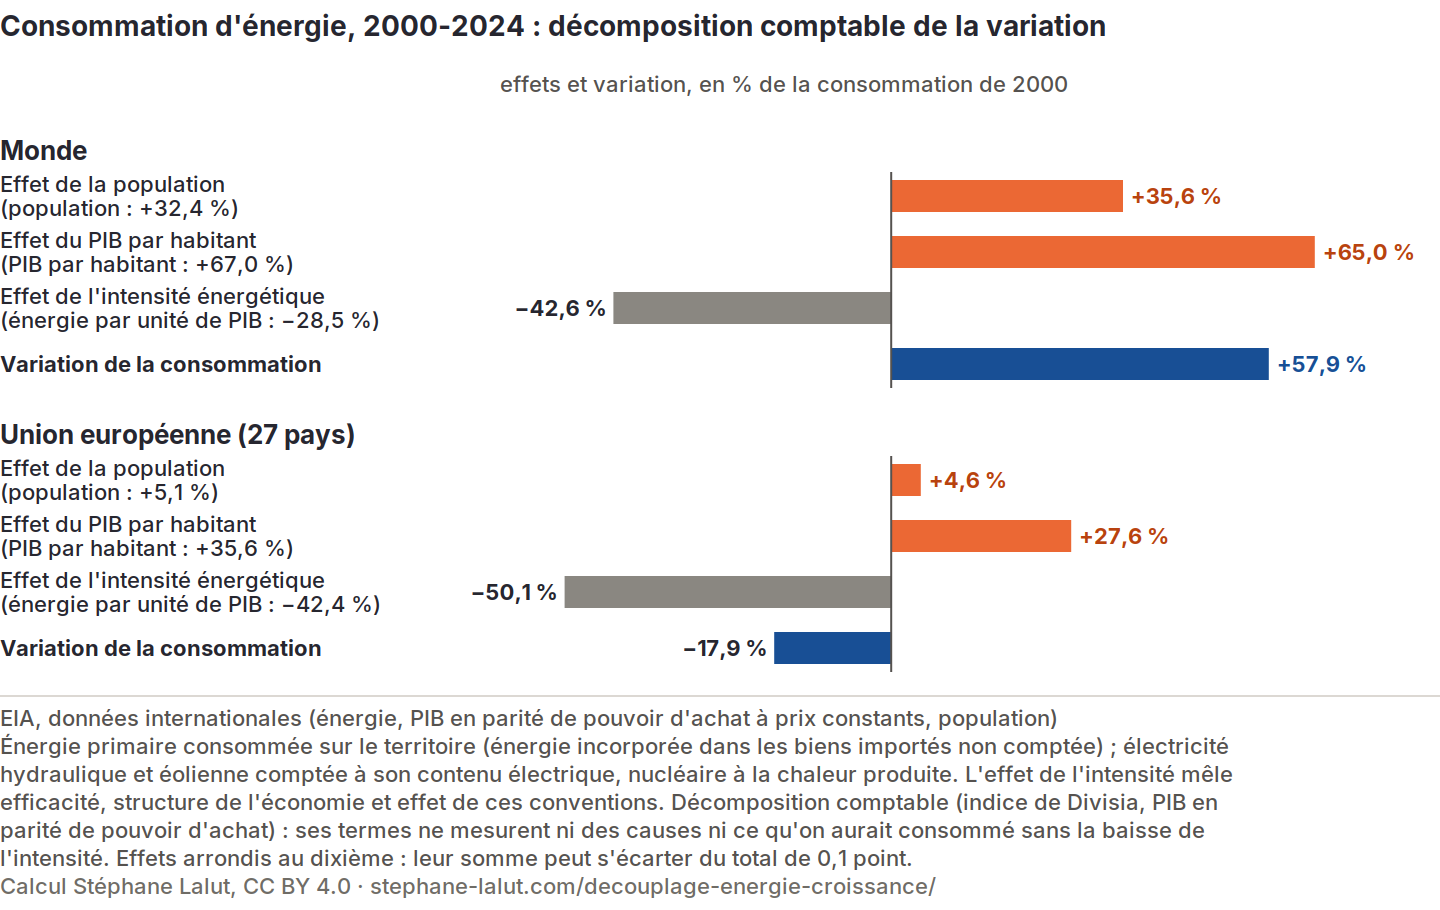 Consommation d'énergie, 2000-2024 : décomposition comptable de la variation
effets et variation, en % de la consommation de 2000
Monde
Effet de la population
(population : +32,4 %)
+35,6 %
Effet du PIB par habitant
(PIB par habitant : +67,0 %)
+65,0 %
Effet de l'intensité énergétique
(énergie par unité de PIB : −28,5 %)
−42,6 %
Variation de la consommation
+57,9 %
Union européenne (27 pays)
Effet de la population
(population : +5,1 %)
+4,6 %
Effet du PIB par habitant
(PIB par habitant : +35,6 %)
+27,6 %
Effet de l'intensité énergétique
(énergie par unité de PIB : −42,4 %)
−50,1 %
Variation de la consommation
−17,9 %
EIA, données internationales (énergie, PIB en parité de pouvoir d'achat à prix constants, population)
Énergie primaire consommée sur le territoire (énergie incorporée dans les biens importés non comptée) ; électricité
hydraulique et éolienne comptée à son contenu électrique, nucléaire à la chaleur produite. L'effet de l'intensité mêle
efficacité, structure de l'économie et effet de ces conventions. Décomposition comptable (indice de Divisia, PIB en
parité de pouvoir d'achat) : ses termes ne mesurent ni des causes ni ce qu'on aurait consommé sans la baisse de
l'intensité. Effets arrondis au dixième : leur somme peut s'écarter du total de 0,1 point.
Calcul Stéphane Lalut, CC BY 4.0 · stephane-lalut.com/decouplage-energie-croissance/